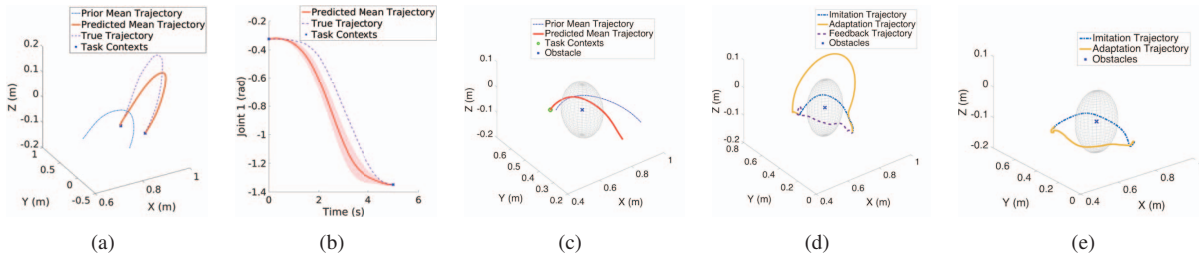 Prior Mean Trajectory
Predicted Mean Trajectory
True Trajectory
Task Contexts
0.2
0.1
0
-0.1
-0.2
Z (m)
1
0.5
0
-0.5
Y (m)
0.6
0.8
1
X (m)
(a)
Predicted Mean Trajectory
True Trajectory
Task Contexts
-0.2
-0.4
-0.6
-0.8
-1
-1.2
-1.4
Joint 1 (rad)
0
2
4
6
Time (s)
(b)
Prior Mean Trajectory
Predicted Mean Trajectory
Task Contexts
Obstacle
0.2
0.1
0
-0.1
-0.2
Z (m)
0.5
0.4
0.3
0.2
Y (m)
0.4
0.6
0.8
1
X (m)
(c)
Imitation Trajectory
Adaptation Trajectory
Feedback Trajectory
Obstacles
0.1
0
-0.1
-0.2
Z (m)
0.8
0.6
0.4
0.2
0
Y (m)
0.4
0.6
0.8
1
X (m)
(d)
Imitation Trajectory
Adaptation Trajectory
Obstacles
0.1
0
-0.1
-0.2
Z (m)
0.6
0.4
0.2
0
Y (m)
0.4
0.6
0.8
1
X (m)
(e)